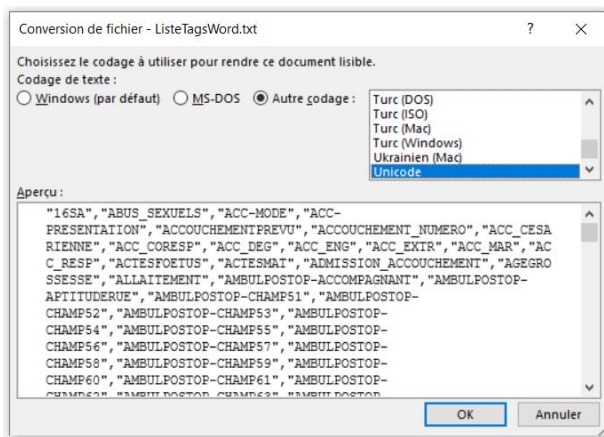 Conversion de fichier - ListeTagsWord.txt ? ×
Choisissez le codage à utiliser pour rendre ce document lisible.
Codage de texte :
Windows (par défaut) MS-DOS Autre codage :
Turc (DOS)
Turc (ISO)
Turc (Mac)
Turc (Windows)
Ukrainien (Mac)
Unicode
Aperçu :
"16SA","ABUS_SEXUELS","ACC-MODE","ACC-
PRESENTATION","ACCOUCHEMENTPREVU","ACCOUCHEMENT_NUMERO","ACC_CESA
RIENNE","ACC_CORESP","ACC_DEG","ACC_ENG","ACC_EXTR","ACC_MAR","AC
C_RESP","ACTESFOETUS","ACTESMAT","ADMISSION_ACCOUCHEMENT","AGEGRO
SSESSE","ALLAITEMENT","AMBULPOSTOP-ACCOMPAGNANT","AMBULPOSTOP-
APTITUDERUE","AMBULPOSTOP-CHAMP51","AMBULPOSTOP-
CHAMP52","AMBULPOSTOP-CHAMP53","AMBULPOSTOP-
CHAMP54","AMBULPOSTOP-CHAMP55","AMBULPOSTOP-
CHAMP56","AMBULPOSTOP-CHAMP57","AMBULPOSTOP-
CHAMP58","AMBULPOSTOP-CHAMP59","AMBULPOSTOP-
CHAMP60","AMBULPOSTOP-CHAMP61","AMBULPOSTOP-
CHAMP62","AMBULPOSTOP-CHAMP63","AMBULPOSTOP-
OK Annuler